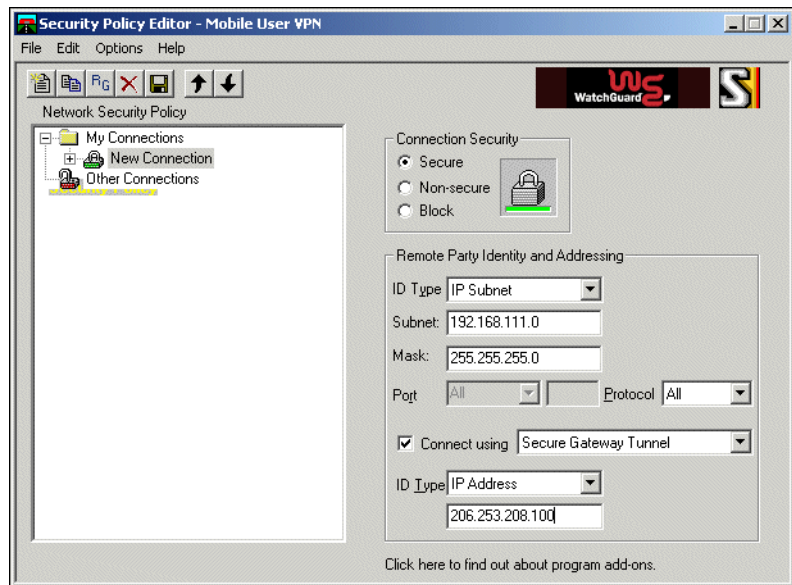 Security Policy Editor - Mobile User VPN
File Edit Options Help
RG
WatchGuard
Network Security Policy
My Connections
New Connection
Other Connections
Connection Security
Secure
Non-secure
Block
Remote Party Identity and Addressing
ID Type IP Subnet
Subnet: 192.168.111.0
Mask: 255.255.255.0
Port All Protocol All
Connect using Secure Gateway Tunnel
ID Type IP Address
206.253.208.100
Click here to find out about program add-ons.